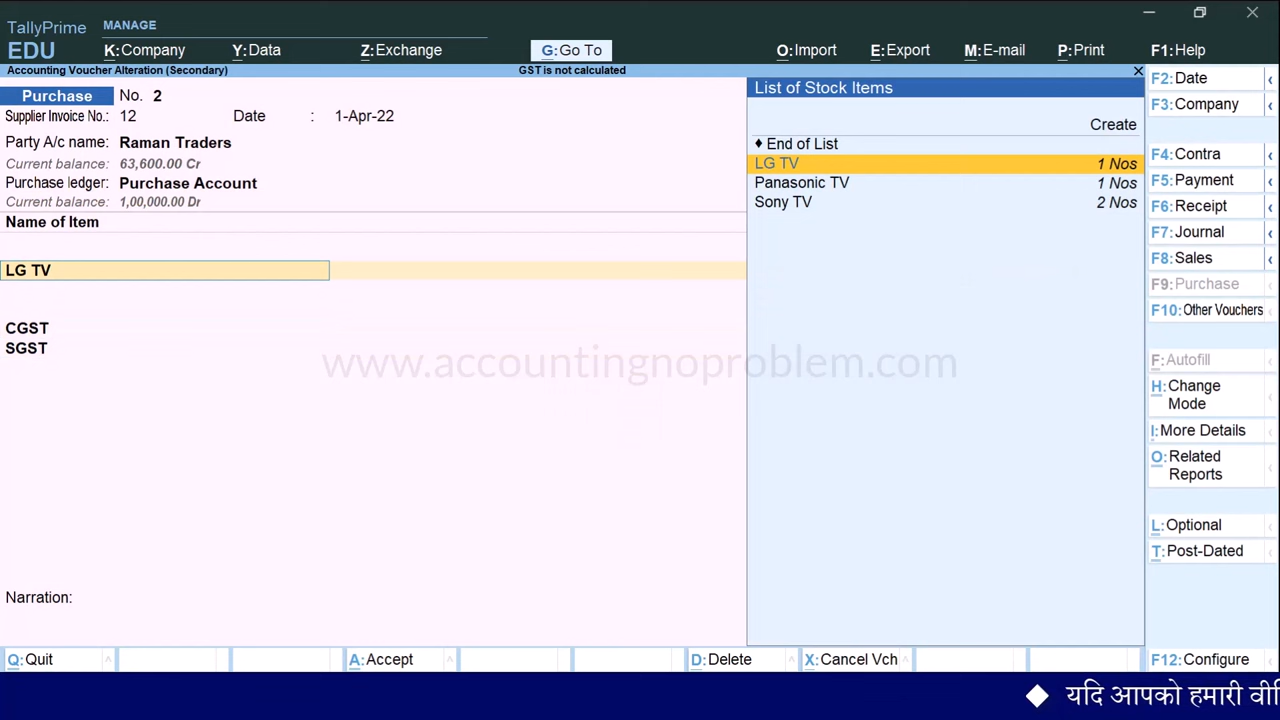 TallyPrime MANAGE
EDU K:Company Y:Data Z:Exchange G:Go To O:Import E:Export M:E-mail P:Print F1:Help
Accounting Voucher Alteration (Secondary) GST is not calculated
Purchase No. 2
Supplier Invoice No.: 12 Date : 1-Apr-22
Party A/c name: Raman Traders
Current balance: 63,600.00 Cr
Purchase ledger: Purchase Account
Current balance: 1,00,000.00 Dr
Name of Item
LG TV
CGST
SGST
www.accountingnoproblem.com
Narration:
List of Stock Items
Create
♦ End of List
LG TV 1 Nos
Panasonic TV 1 Nos
Sony TV 2 Nos
F2:Date
F3:Company
F4:Contra
F5:Payment
F6:Receipt
F7:Journal
F8:Sales
F9:Purchase
F10:Other Vouchers
F:Autofill
H:Change
Mode
I:More Details
O:Related
Reports
L:Optional
T:Post-Dated
Q:Quit A:Accept D:Delete X:Cancel Vch F12:Configure
◆ यदि आपको हमारी